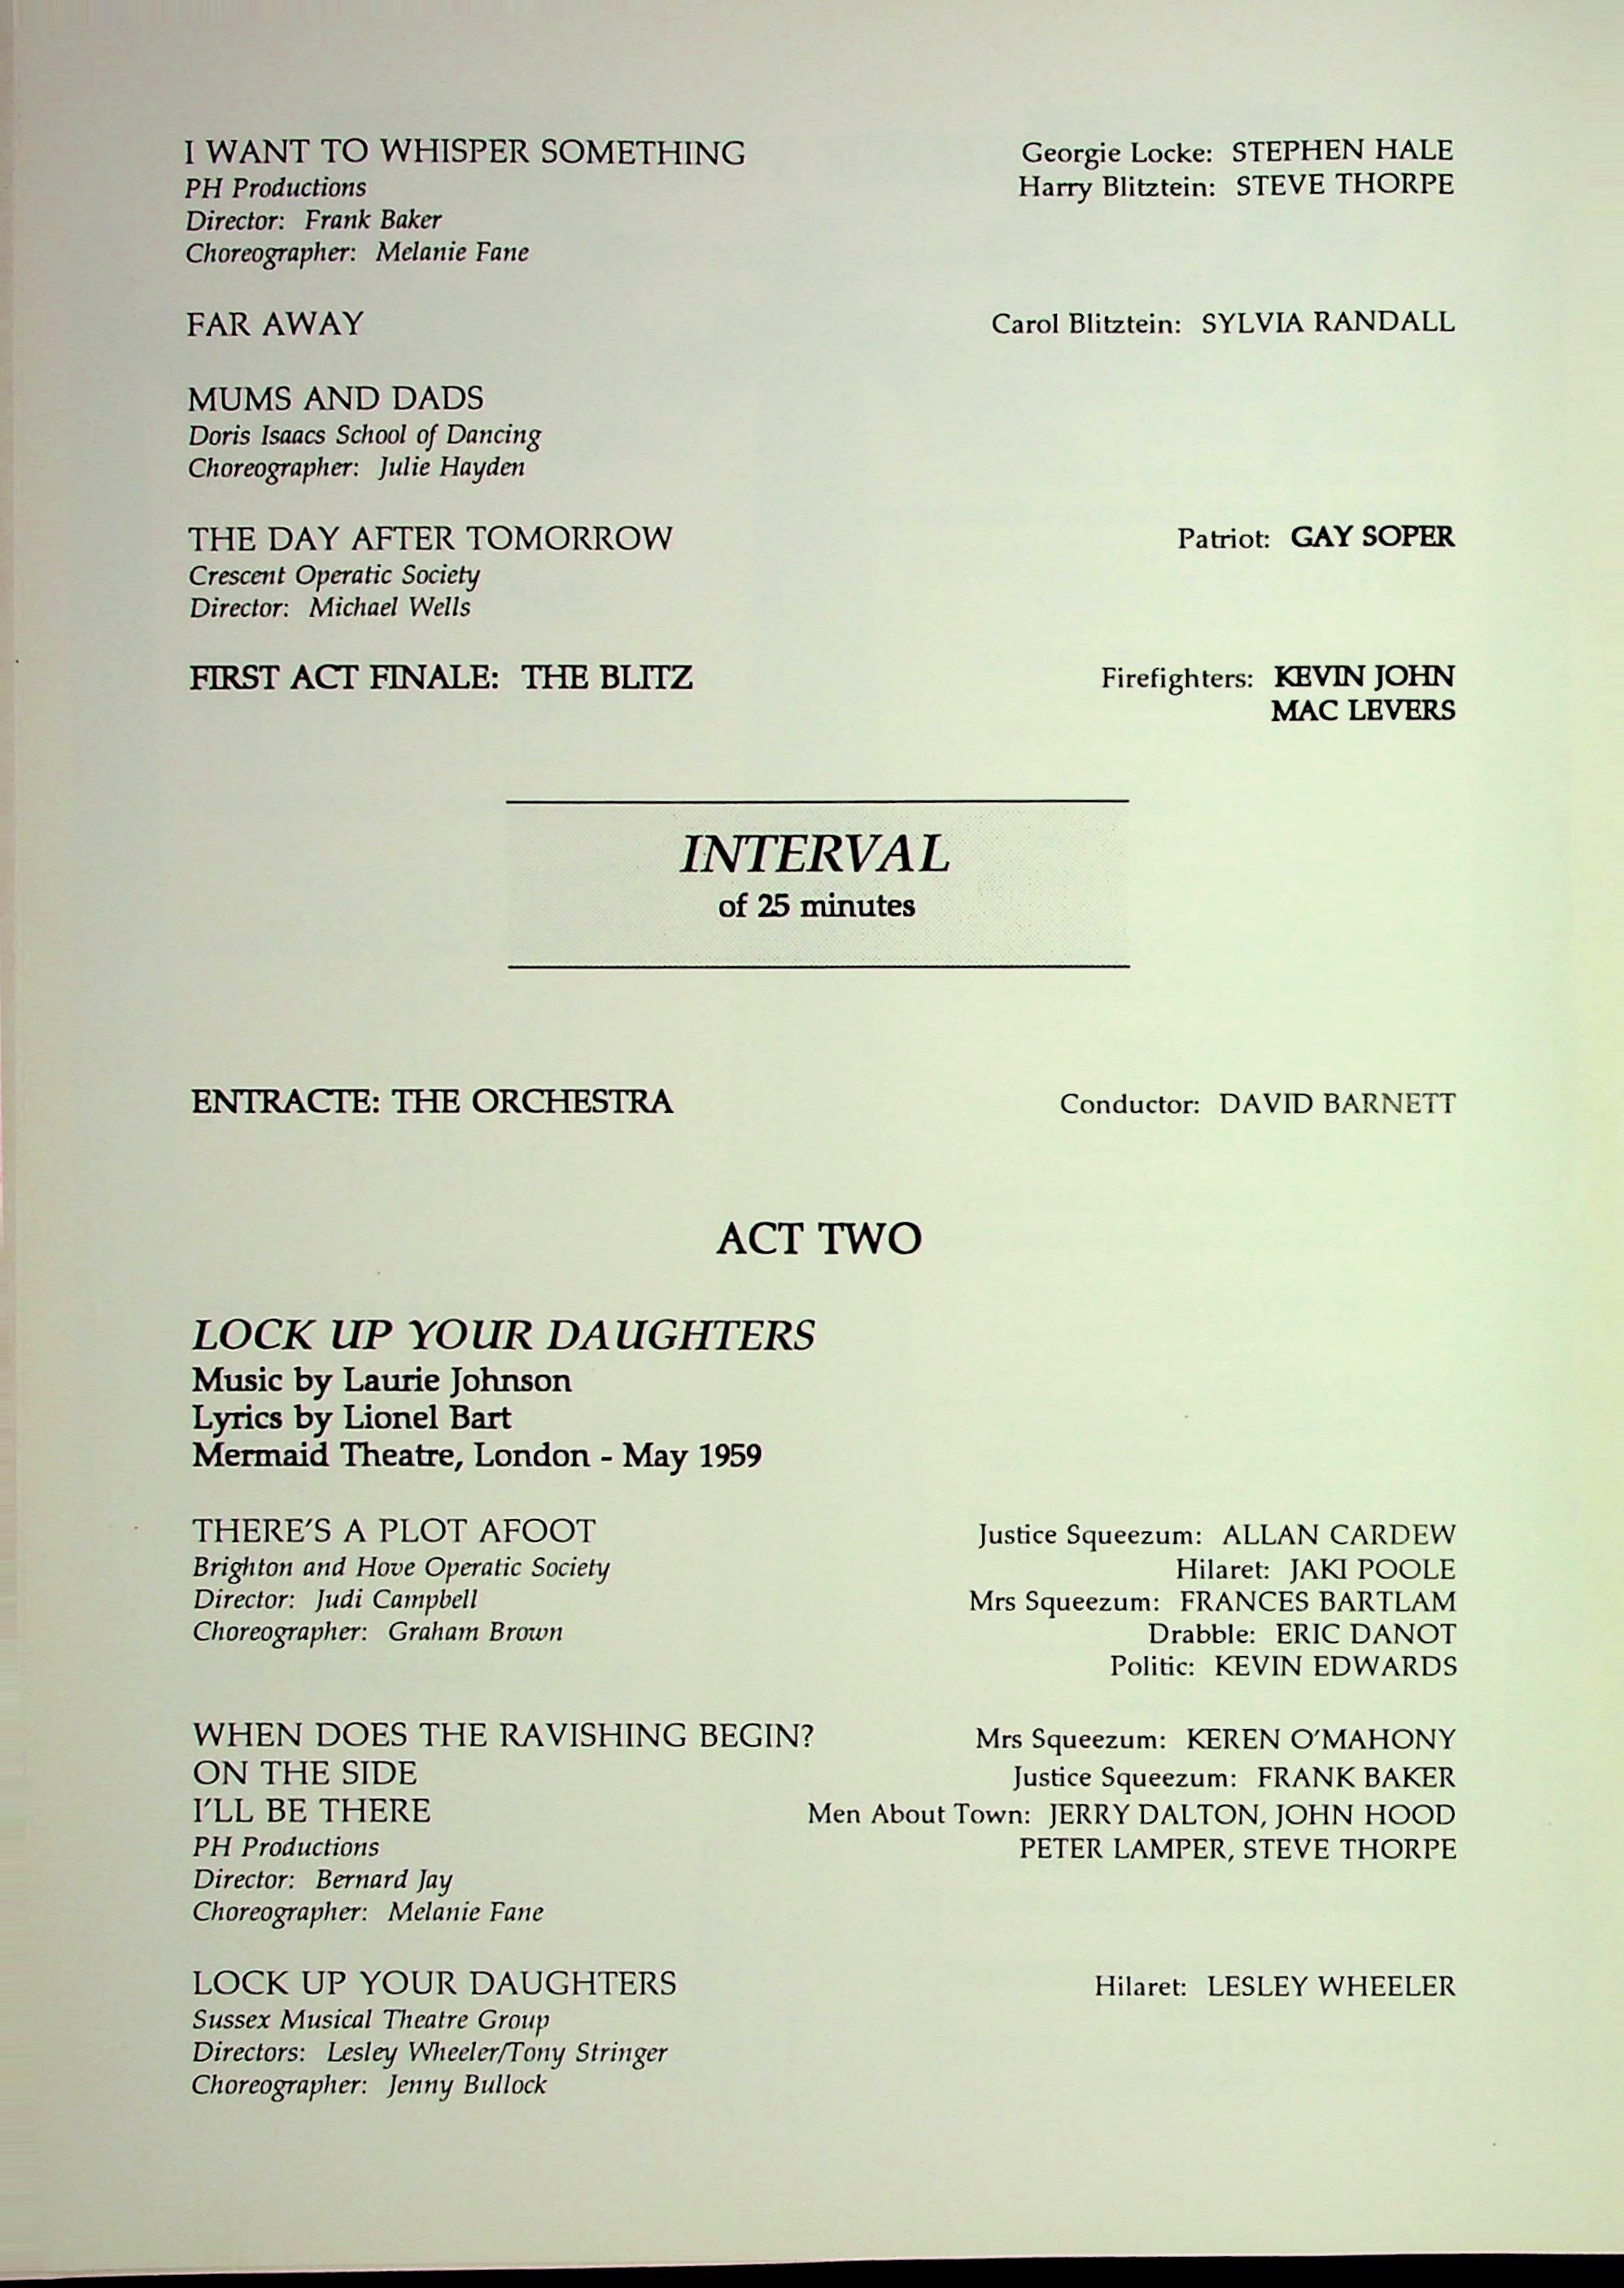 I WANT TO WHISPER SOMETHING Georgie Locke: STEPHEN HALE
PH Productions Harry Blitztein: STEVE THORPE
Director: Frank Baker
Choreographer: Melanie Fane
FAR AWAY Carol Blitztein: SYLVIA RANDALL
MUMS AND DADS
Doris Isaacs School of Dancing
Choreographer: Julie Hayden
THE DAY AFTER TOMORROW Patriot: GAY SOPER
Crescent Operatic Society
Director: Michael Wells
FIRST ACT FINALE: THE BLITZ Firefighters: KEVIN JOHN
MAC LEVERS
INTERVAL
of 25 minutes
ENTRACTE: THE ORCHESTRA Conductor: DAVID BARNETT
ACT TWO
LOCK UP YOUR DAUGHTERS
Music by Laurie Johnson
Lyrics by Lionel Bart
Mermaid Theatre, London - May 1959
THERE'S A PLOT AFOOT Justice Squeezum: ALLAN CARDEW
Brighton and Hove Operatic Society Hilaret: JAKI POOLE
Director: Judi Campbell Mrs Squeezum: FRANCES BARTLAM
Choreographer: Graham Brown Drabble: ERIC DANOT
Politic: KEVIN EDWARDS
WHEN DOES THE RAVISHING BEGIN? Mrs Squeezum: KEREN O'MAHONY
ON THE SIDE Justice Squeezum: FRANK BAKER
I'LL BE THERE Men About Town: JERRY DALTON, JOHN HOOD
PH Productions PETER LAMPER, STEVE THORPE
Director: Bernard Jay
Choreographer: Melanie Fane
LOCK UP YOUR DAUGHTERS Hilaret: LESLEY WHEELER
Sussex Musical Theatre Group
Directors: Lesley Wheeler/Tony Stringer
Choreographer: Jenny Bullock